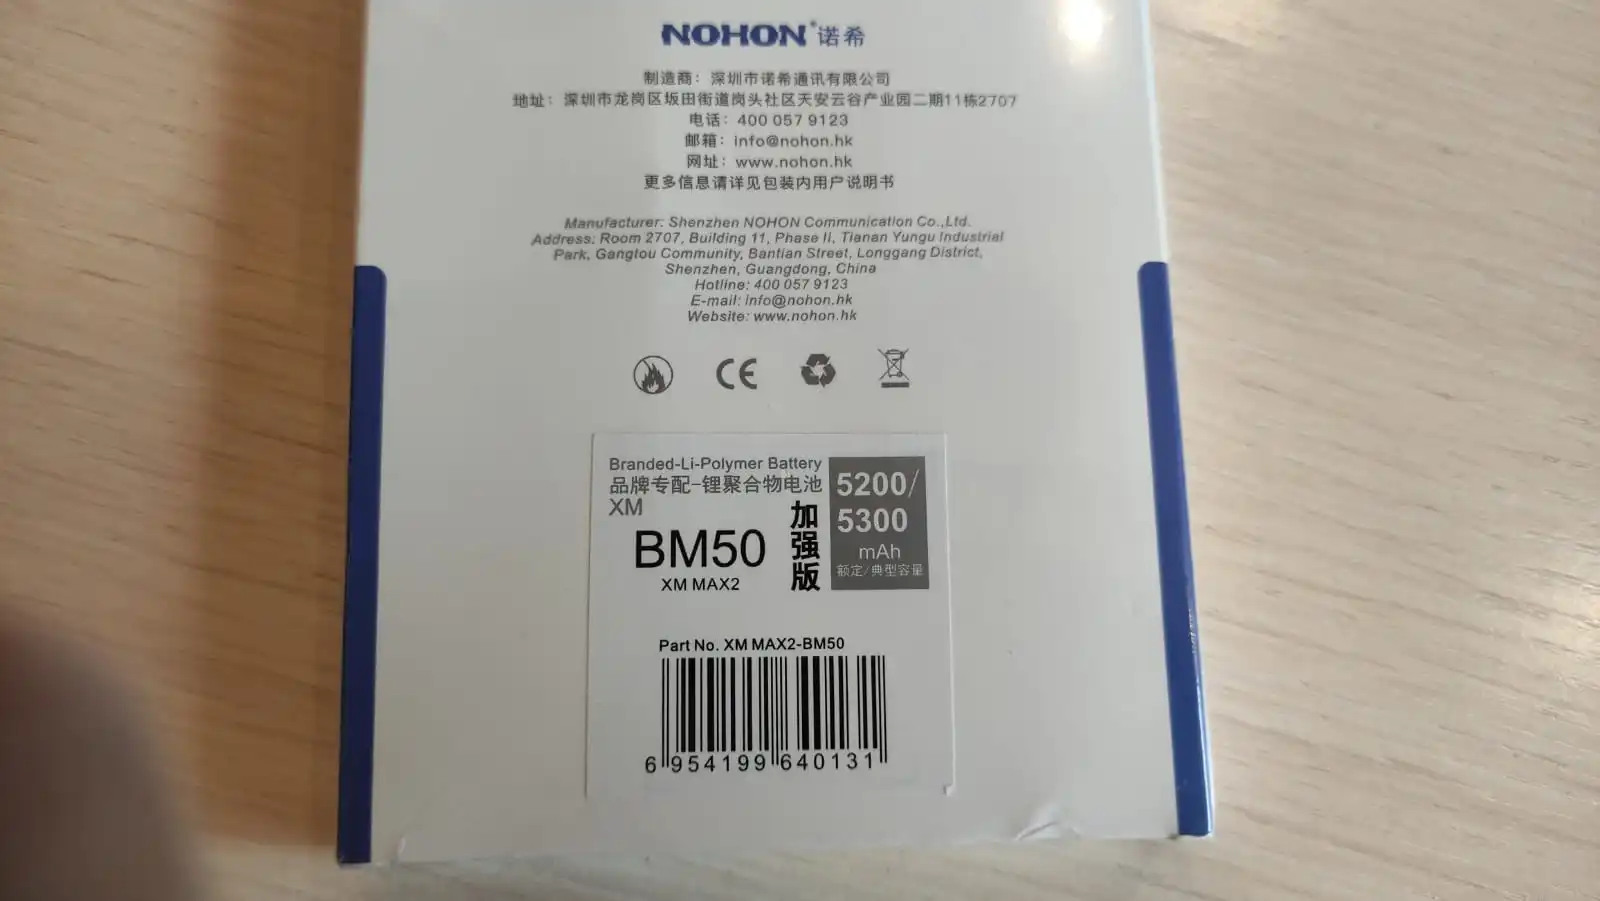 NOHON® 诺希
制造商：深圳市诺希通讯有限公司
地址：深圳市龙岗区坂田街道岗头社区天安云谷产业园二期11栋2707
电话：400 057 9123
邮箱：info@nohon.hk
网址：www.nohon.hk
更多信息请详见包装内用户说明书
Manufacturer: Shenzhen NOHON Communication Co.,Ltd.
Address: Room 2707, Building 11, Phase II, Tianan Yungu Industrial
Park, Gangtou Community, Bantian Street, Longgang District,
Shenzhen, Guangdong, China
Hotline: 400 057 9123
E-mail: info@nohon.hk
Website: www.nohon.hk
CE
Branded-Li-Polymer Battery
品牌专配-锂聚合物电池
XM
BM50
XM MAX2
加强版
5200/
5300
mAh
额定/典型容量
Part No. XM MAX2-BM50
6 954199 640131